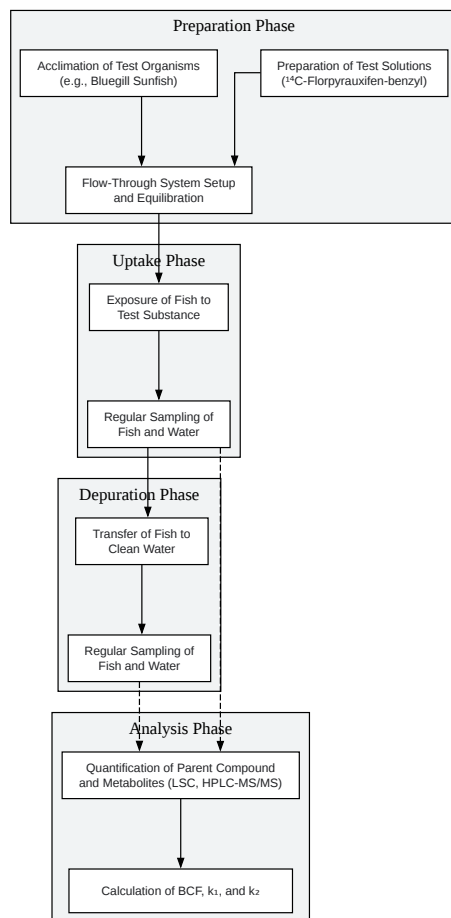 Preparation Phase
Acclimation of Test Organisms
(e.g., Bluegill Sunfish)
Preparation of Test Solutions
(¹⁴C-Florpyrauxifen-benzyl)
Flow-Through System Setup
and Equilibration
Uptake Phase
Exposure of Fish to
Test Substance
Regular Sampling of
Fish and Water
Depuration Phase
Transfer of Fish to
Clean Water
Regular Sampling of
Fish and Water
Analysis Phase
Quantification of Parent Compound
and Metabolites (LSC, HPLC-MS/MS)
Calculation of BCF, k₁, and k₂